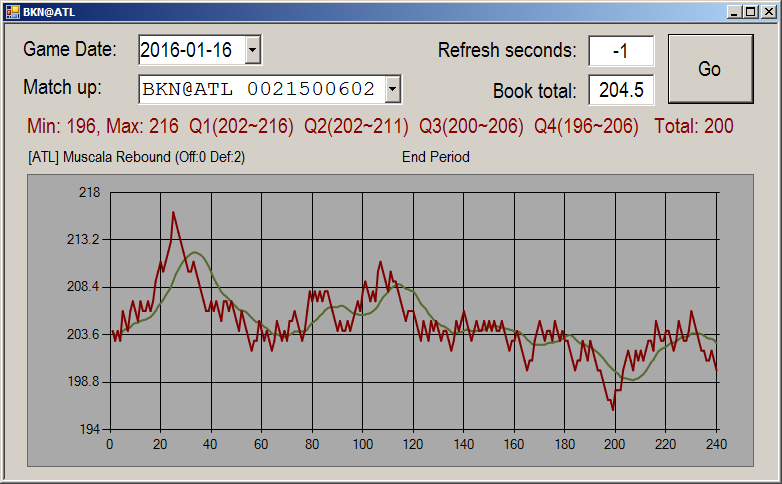 BKN@ATL
Game Date: 2016-01-16 Refresh seconds: -1 Go
Match up: BKN@ATL 0021500602 Book total: 204.5
Min: 196, Max: 216 Q1(202~216) Q2(202~211) Q3(200~206) Q4(196~206) Total: 200
[ATL] Muscala Rebound (Off:0 Def:2) End Period
218
213.2
208.4
203.6
198.8
194
0 20 40 60 80 100 120 140 160 180 200 220 240